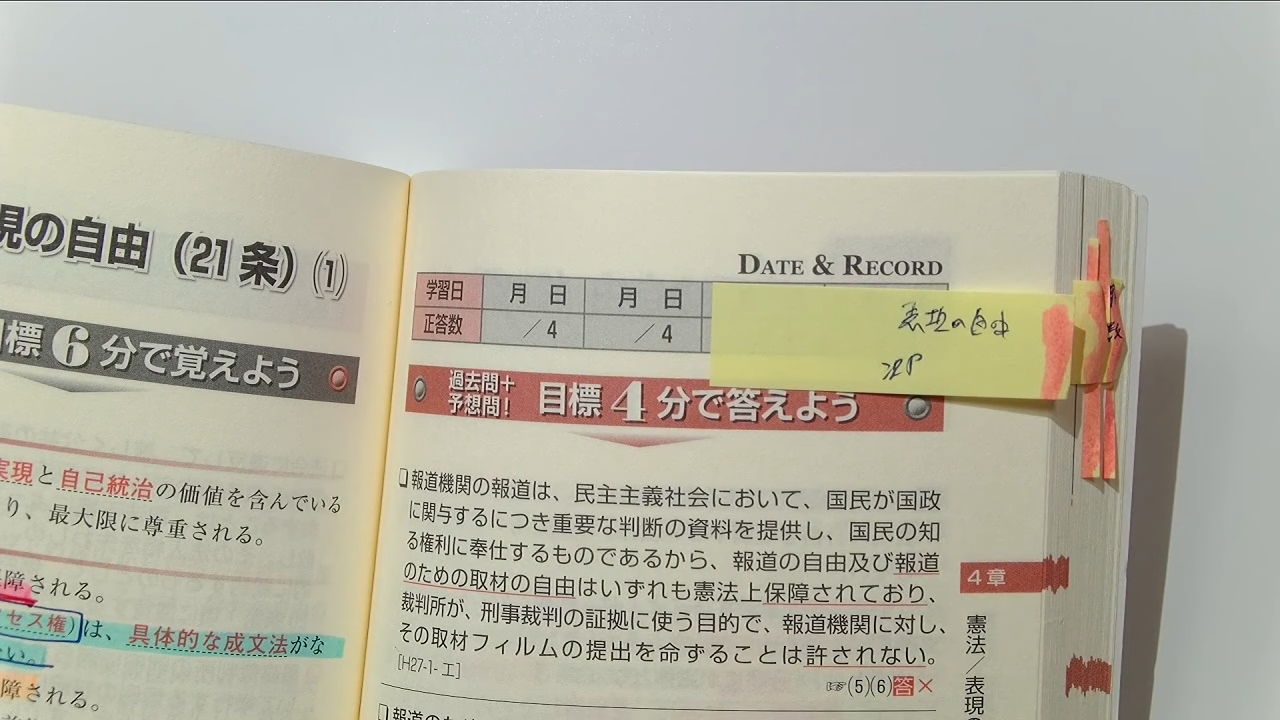 現の自由（21条）(1)
目標6分で覚えよう
実現と自己統治の価値を含んでいる
り、最大限に尊重される。
障される。
セス権）は、具体的な成文法がな
ない。
障される。
DATE & RECORD
学習日 月 日 月 日
正答数 /4 /4
の自由
過去問＋
予想問！
目標4分で答えよう
❏報道機関の報道は、民主主義社会において、国民が国政
に関与するにつき重要な判断の資料を提供し、国民の知
る権利に奉仕するものであるから、報道の自由及び報道
のための取材の自由はいずれも憲法上保障されており、
裁判所が、刑事裁判の証拠に使う目的で、報道機関に対し、
その取材フィルムの提出を命ずることは許されない。
[H27-1-エ]
☞(5)(6)答×
❏報道の
4章
憲法／表現の